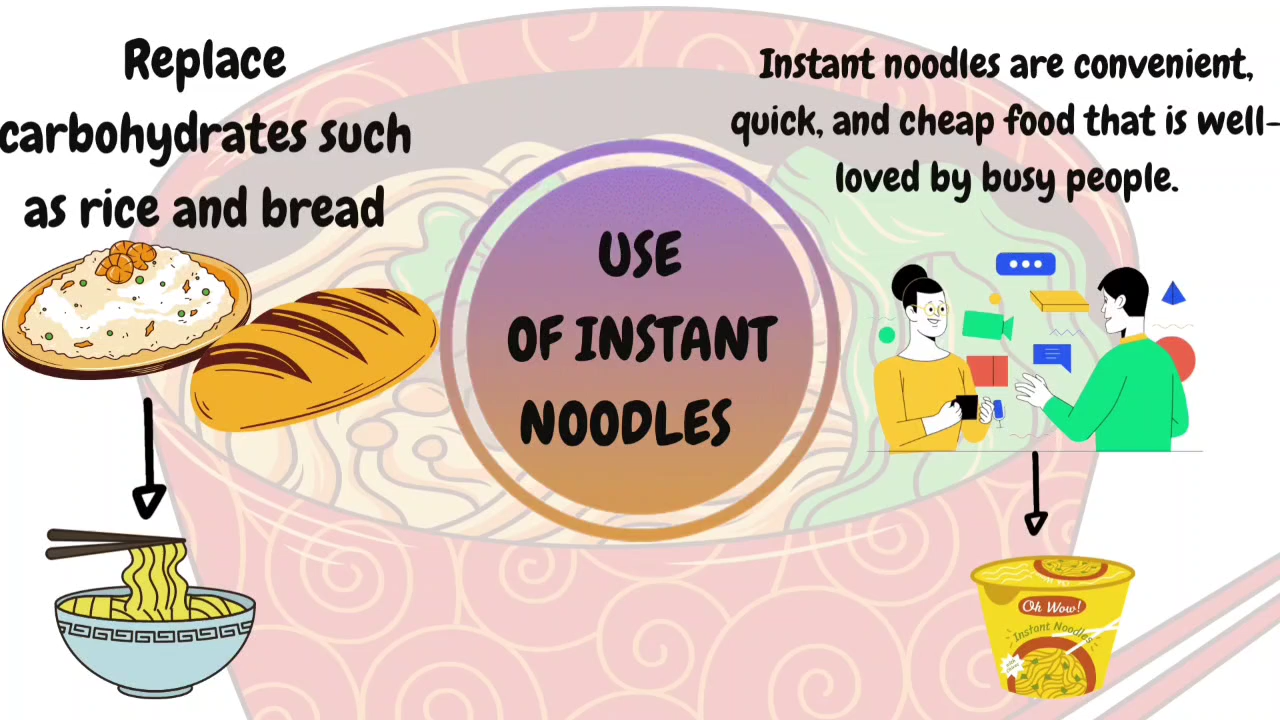 Replace
carbohydrates such
as rice and bread
Instant noodles are convenient,
quick, and cheap food that is well-
loved by busy people.
USE
OF INSTANT
NOODLES
Oh Wow!
Instant Noodles